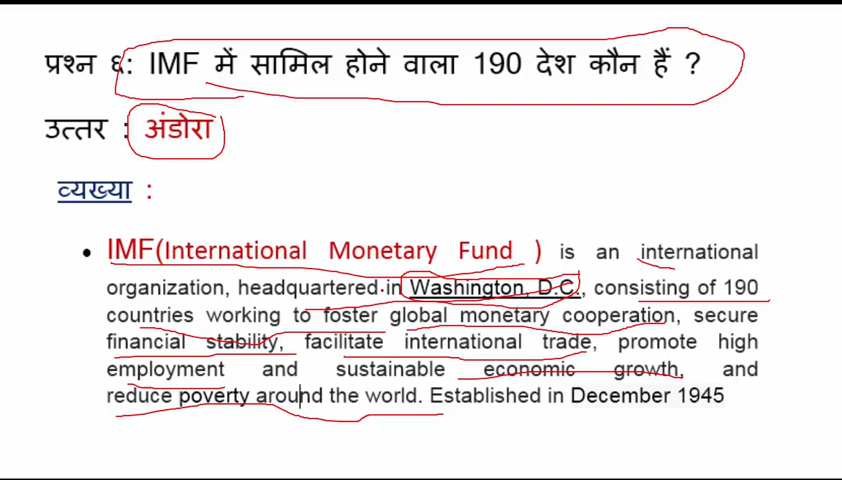 प्रश्न ६: IMF में सामिल होने वाला 190 देश कौन हैं ?
उत्तर : अंडोरा
व्यख्या :
• IMF(International Monetary Fund ) is an international
organization, headquartered in Washington, D.C., consisting of 190
countries working to foster global monetary cooperation, secure
financial stability, facilitate international trade, promote high
employment and sustainable economic growth, and
reduce poverty around the world. Established in December 1945